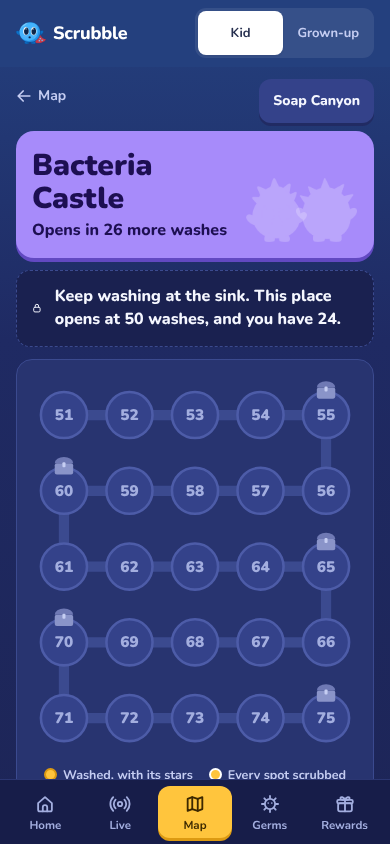 Scrubble
Kid
Grown-up
Map
Soap Canyon
Bacteria
Castle
Opens in 26 more washes
Keep washing at the sink. This place
opens at 50 washes, and you have 24.
51 52 53 54 55
60 59 58 57 56
61 62 63 64 65
70 69 68 67 66
71 72 73 74 75
Washed, with its stars
Every spot scrubbed
Home
Live
Map
Germs
Rewards